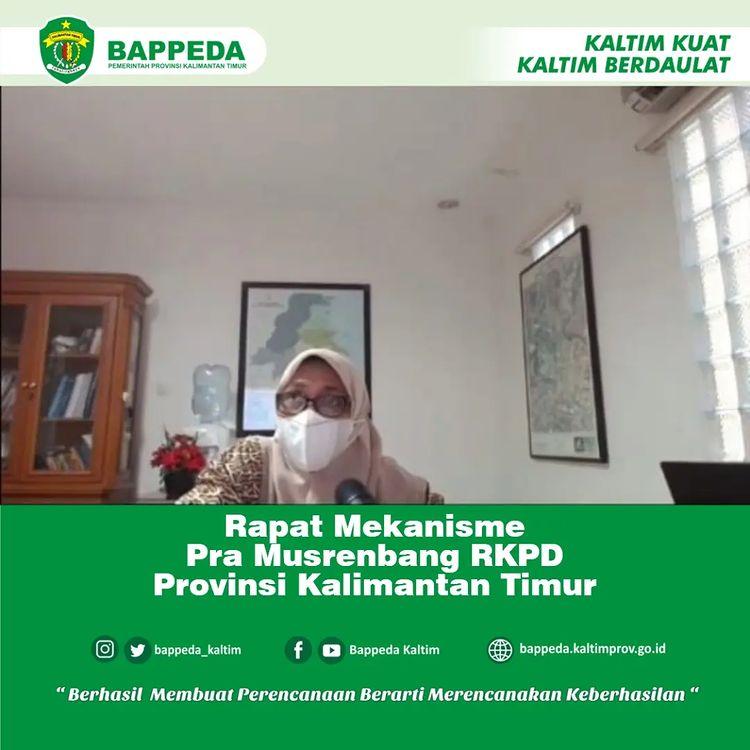 BAPPEDA
PEMERINTAH PROVINSI KALIMANTAN TIMUR
KALTIM KUAT
KALTIM BERDAULAT
Rapat Mekanisme
Pra Musrenbang RKPD
Provinsi Kalimantan Timur
bappeda_kaltim
Bappeda Kaltim
bappeda.kaltimprov.go.id
“ Berhasil Membuat Perencanaan Berarti Merencanakan Keberhasilan “